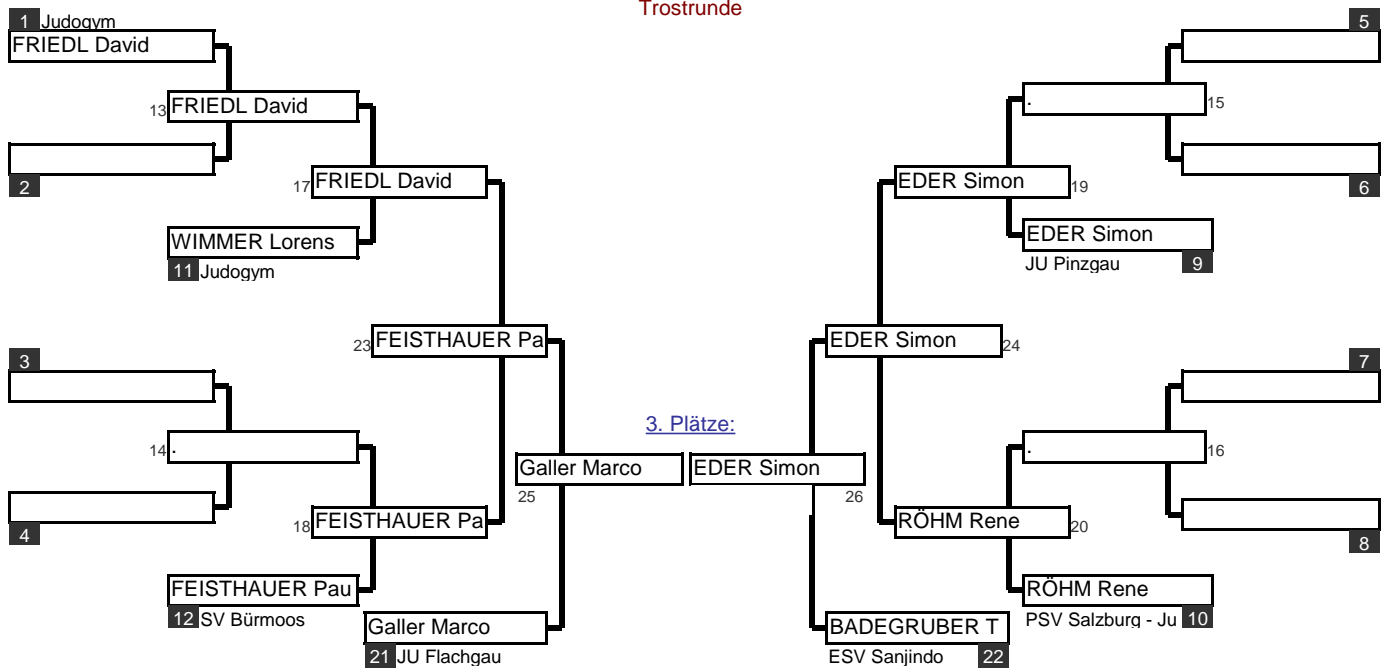 Trostrunde
1 Judogym
5
FRIEDL David
13 FRIEDL David
. 15
2
17 FRIEDL David
EDER Simon 19
6
WIMMER Lorens
11 Judogym
EDER Simon
JU Pinzgau 9
23 FEISTHAUER Pa
EDER Simon 24
3
7
3. Plätze:
14 .
. 16
Galler Marco
25
EDER Simon
26
4
18 FEISTHAUER Pa
RÖHM Rene 20
8
FEISTHAUER Pau
12 SV Bürmoos
RÖHM Rene
PSV Salzburg - Ju 10
Galler Marco
21 JU Flachgau
BADEGRUBER T
ESV Sanjindo 22